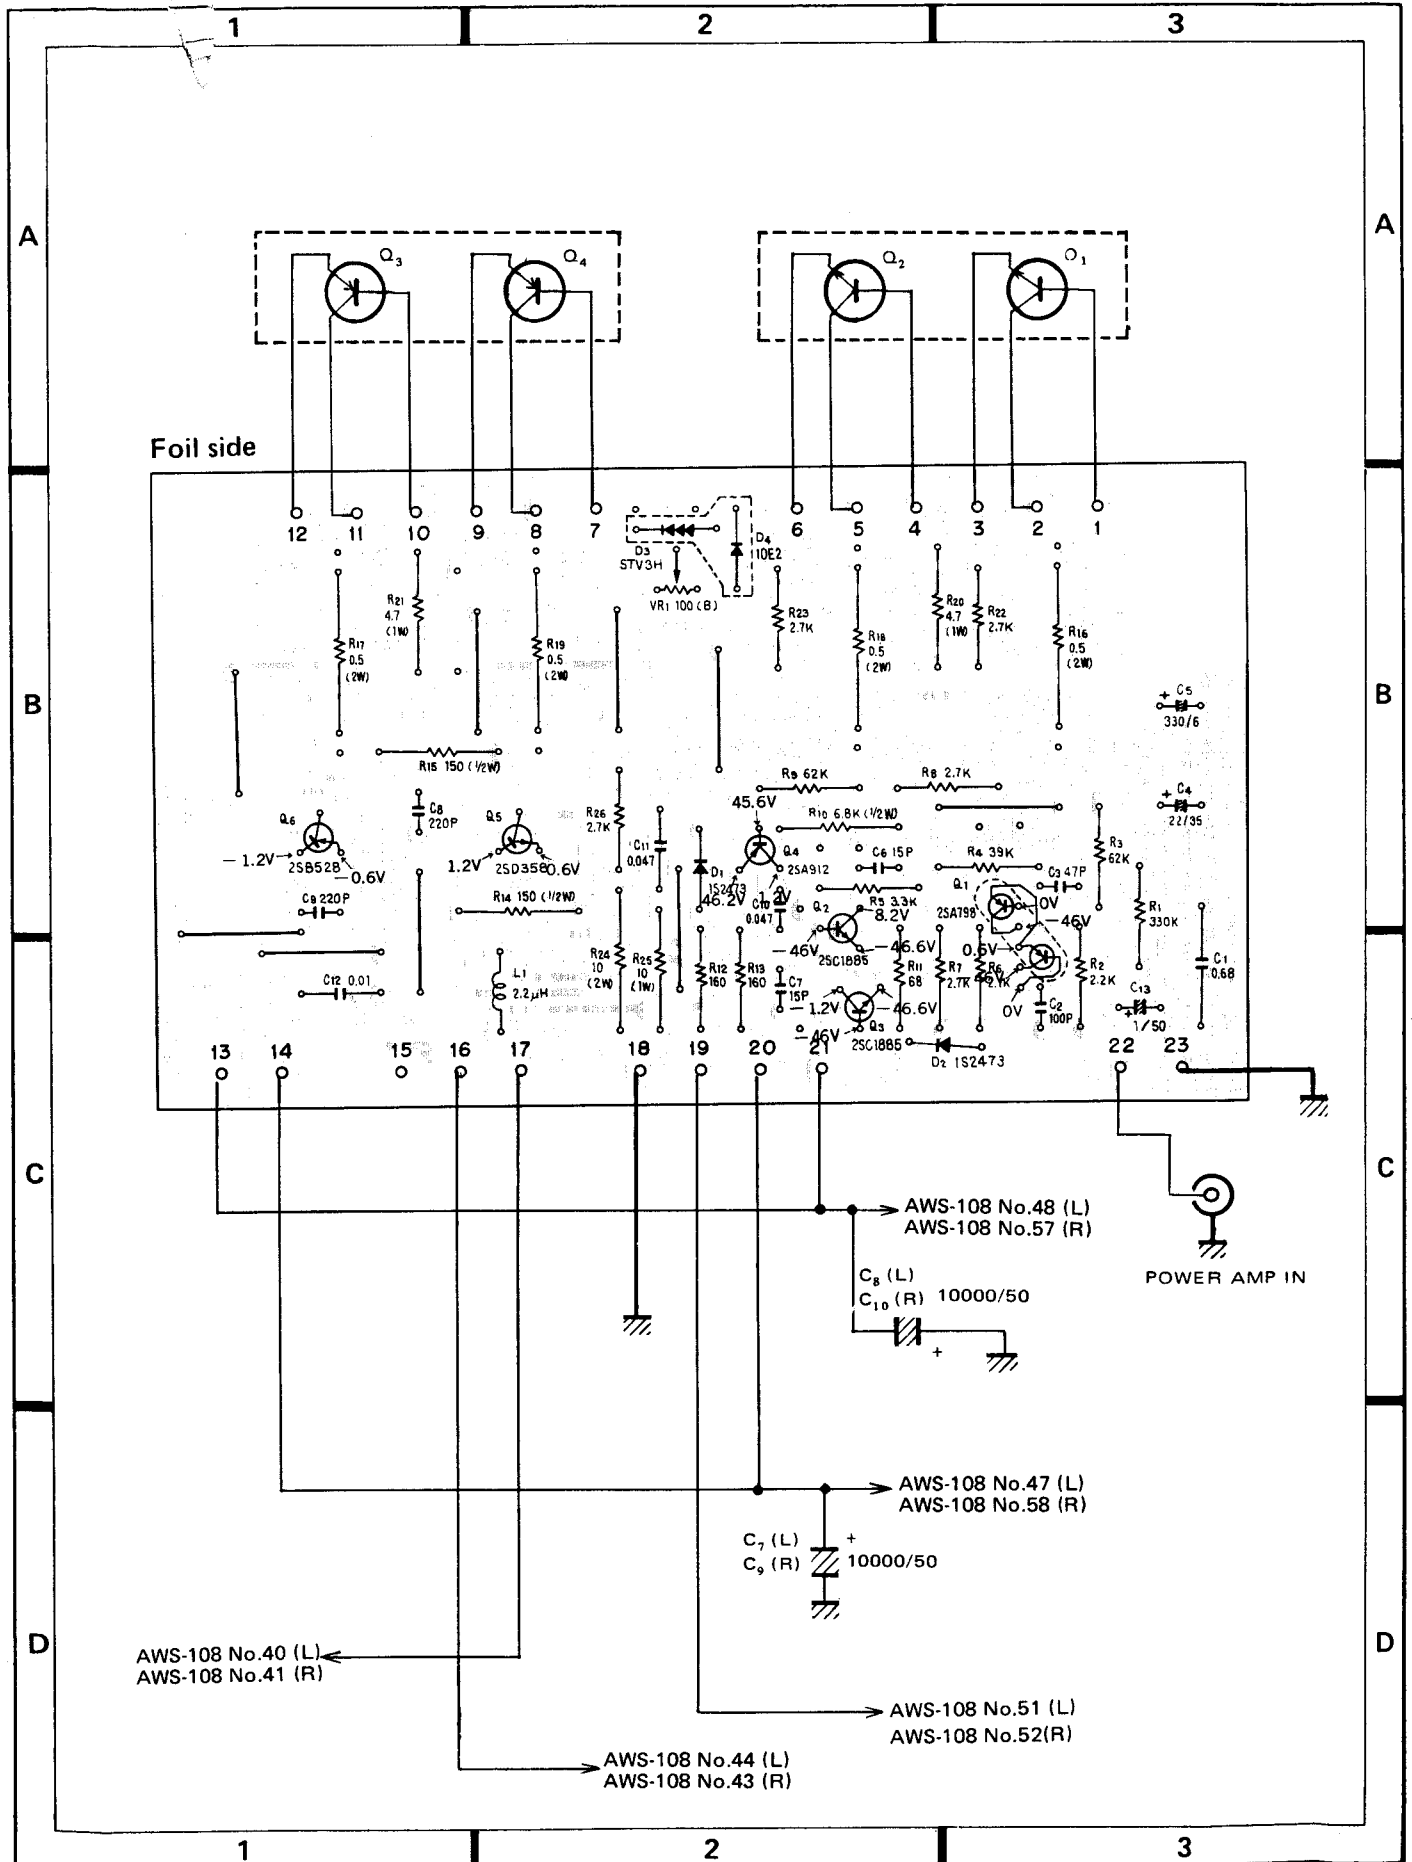 1 2 3
A A
Q3 Q4 Q2 Q1
Foil side
12 11 10 9 8 7 6 5 4 3 2 1
D3
STV3H
D4
10E2
VR1 100 (B)
R21
4.7
(1W)
R23
2.7K
R20
4.7
(1W)
R22
2.7K
R17
0.5
(2W)
R19
0.5
(2W)
R18
0.5
(2W)
R16
0.5
(2W)
B B
+ C5
330/6
R15 150 (1/2W)
R9 62K
R8 2.7K
45.6V
+ C4
22/35
R10 6.8K (1/2W)
C8
220P
Q6
Q5
R26
2.7K
C11
0.047
Q4
2SA912
C6 15P
R4 39K
R3
62K
-1.2V
2SB528
-0.6V
1.2V
2SD358
0.6V
D1
1S2473
46.2V
C3 47P
Q1
2SA798
C9 220P
R14 150 (1/2W)
C10
0.047
Q2
R5 3.3K
8.2V
0V
-46V
R1
330K
-46V
2SC1885
-46.6V
0.6V
C12 0.01
L1
2.2μH
R24
10
(2W)
R25
10
(1W)
R12
160
R13
160
C7
15P
R11
68
R7
2.7K
R6
2.7K
R2
2.2K
C1
0.68
-1.2V
-46.6V
0V
C2
100P
C13
+
1/50
-46V
Q3
2SC1885
D2 1S2473
13 14 15 16 17 18 19 20 21 22 23
C C
AWS-108 No.48 (L)
AWS-108 No.57 (R)
POWER AMP IN
C8 (L)
C10 (R) 10000/50
+
AWS-108 No.47 (L)
AWS-108 No.58 (R)
C7 (L) +
C9 (R) 10000/50
D D
AWS-108 No.40 (L)
AWS-108 No.41 (R)
AWS-108 No.51 (L)
AWS-108 No.52(R)
AWS-108 No.44 (L)
AWS-108 No.43 (R)
1 2 3